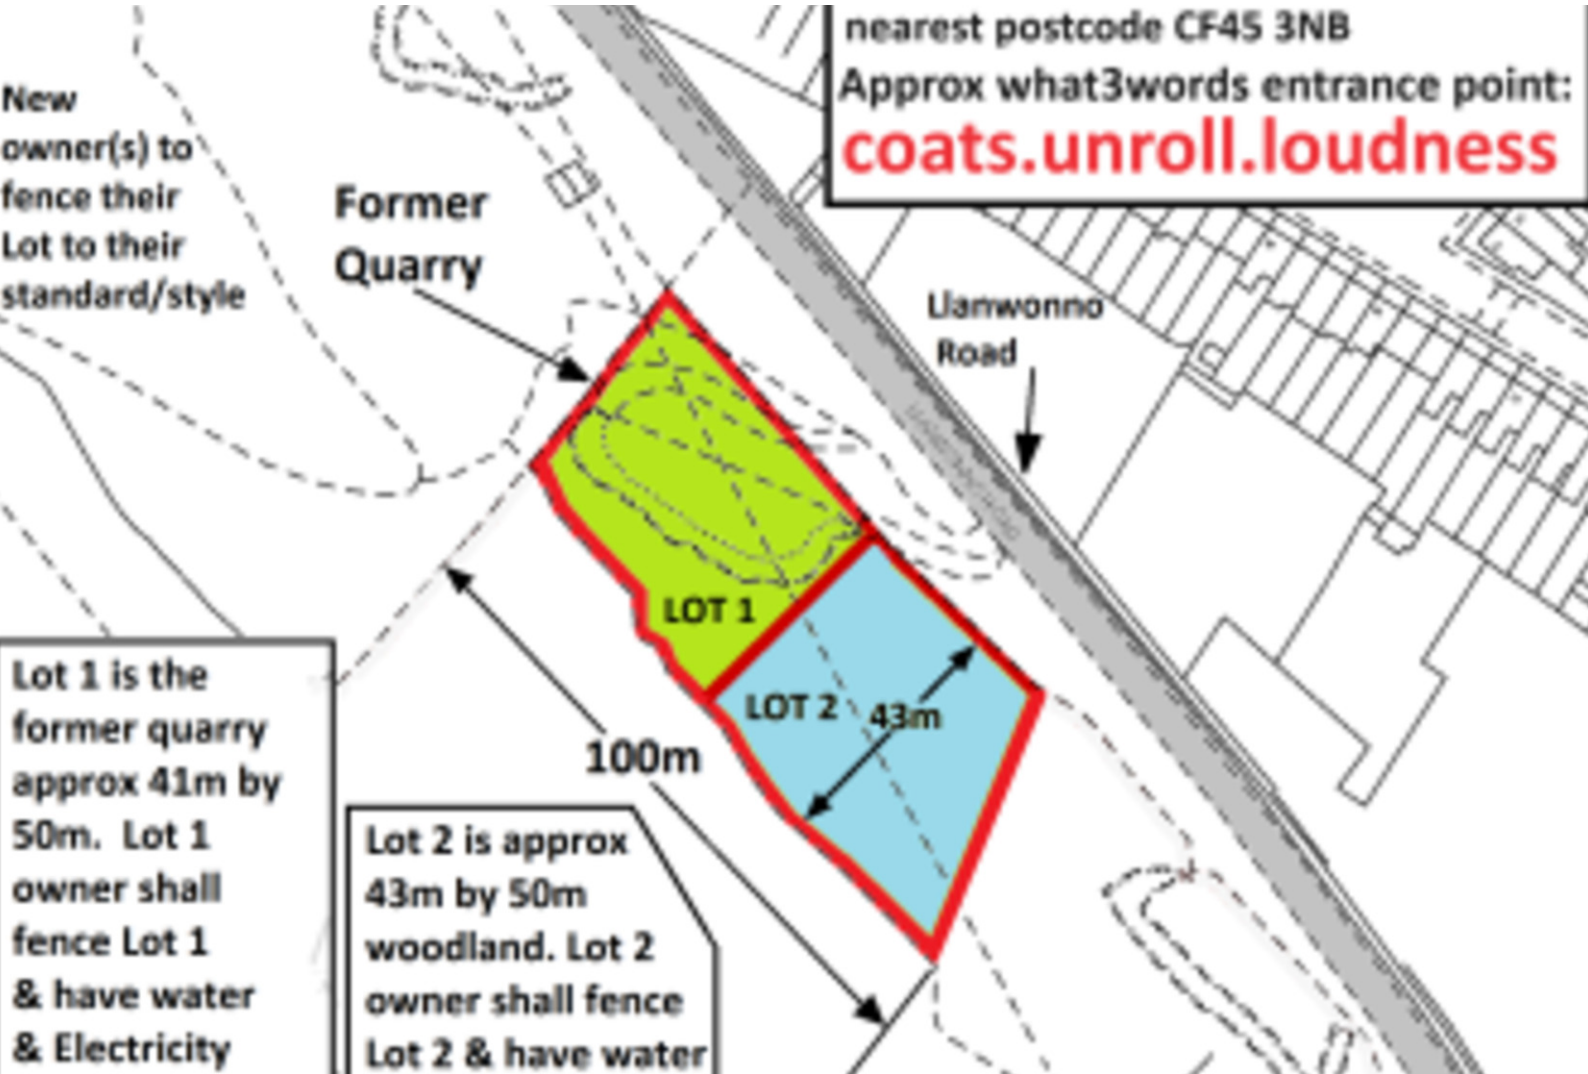 nearest postcode CF45 3NB
Approx what3words entrance point:
coats.unroll.loudness
New
owner(s) to
fence their
Lot to their
standard/style
Former
Quarry
Llanwonno
Road
LOT 1
LOT 2
43m
100m
Lot 1 is the
former quarry
approx 41m by
50m. Lot 1
owner shall
fence Lot 1
& have water
& Electricity
Lot 2 is approx
43m by 50m
woodland. Lot 2
owner shall fence
Lot 2 & have water